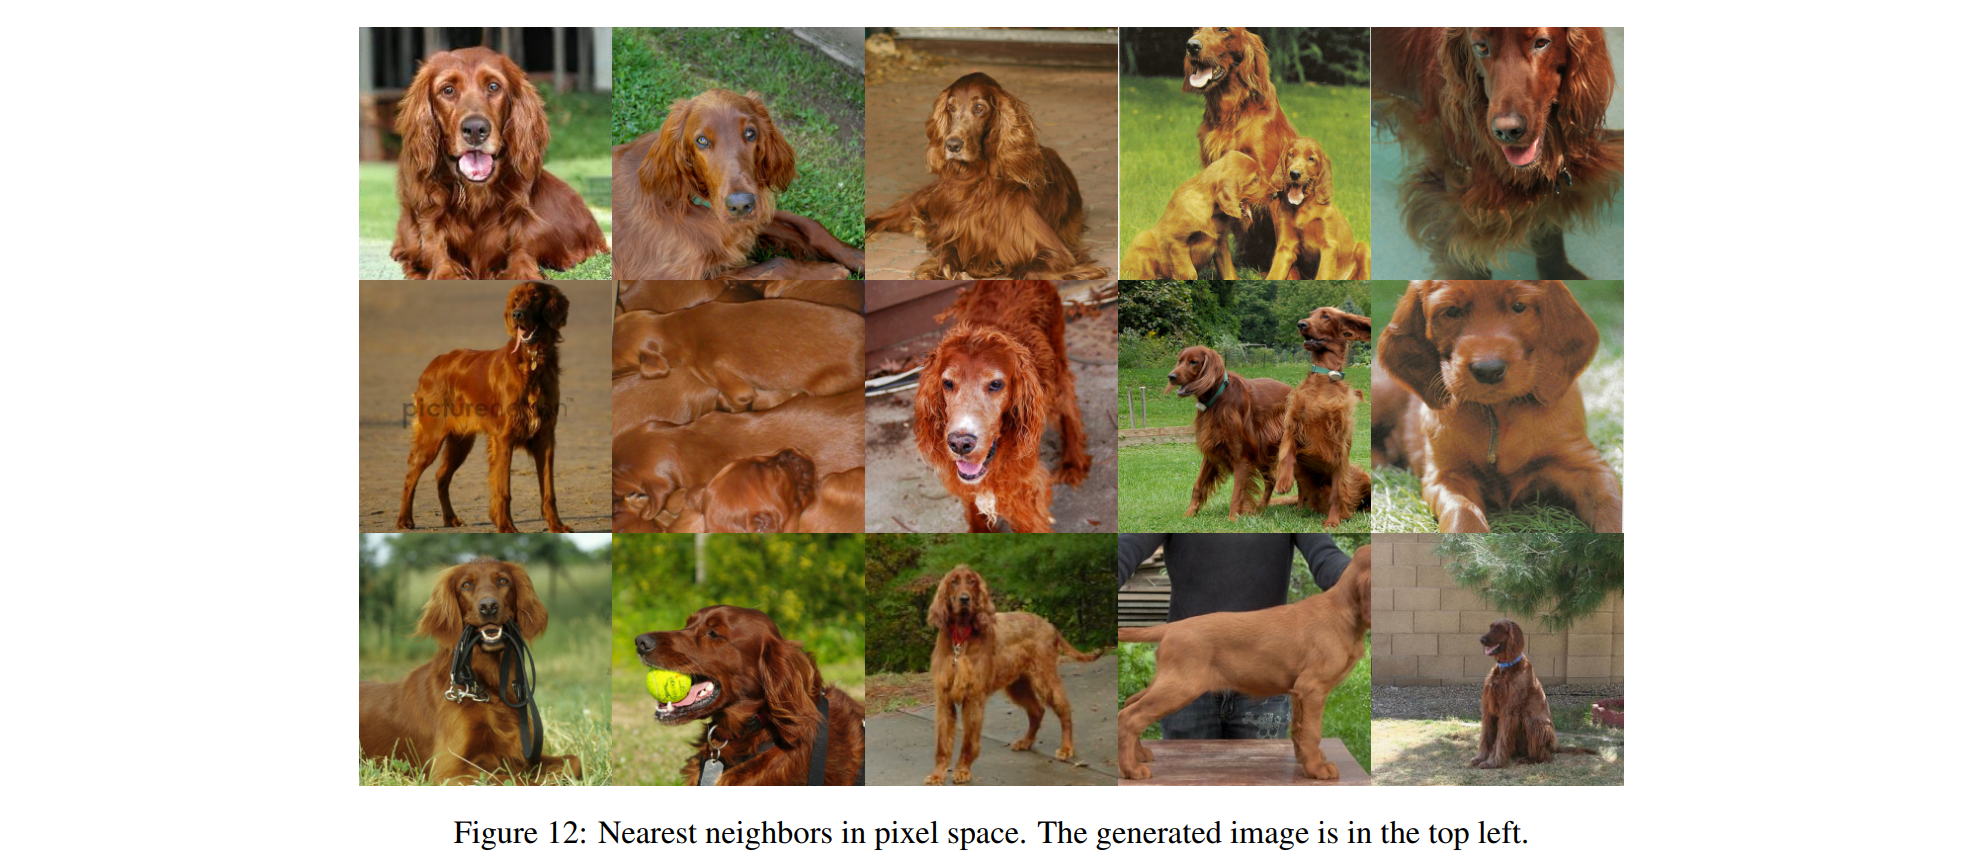 Figure 12: Nearest neighbors in pixel space. The generated image is in the top left.